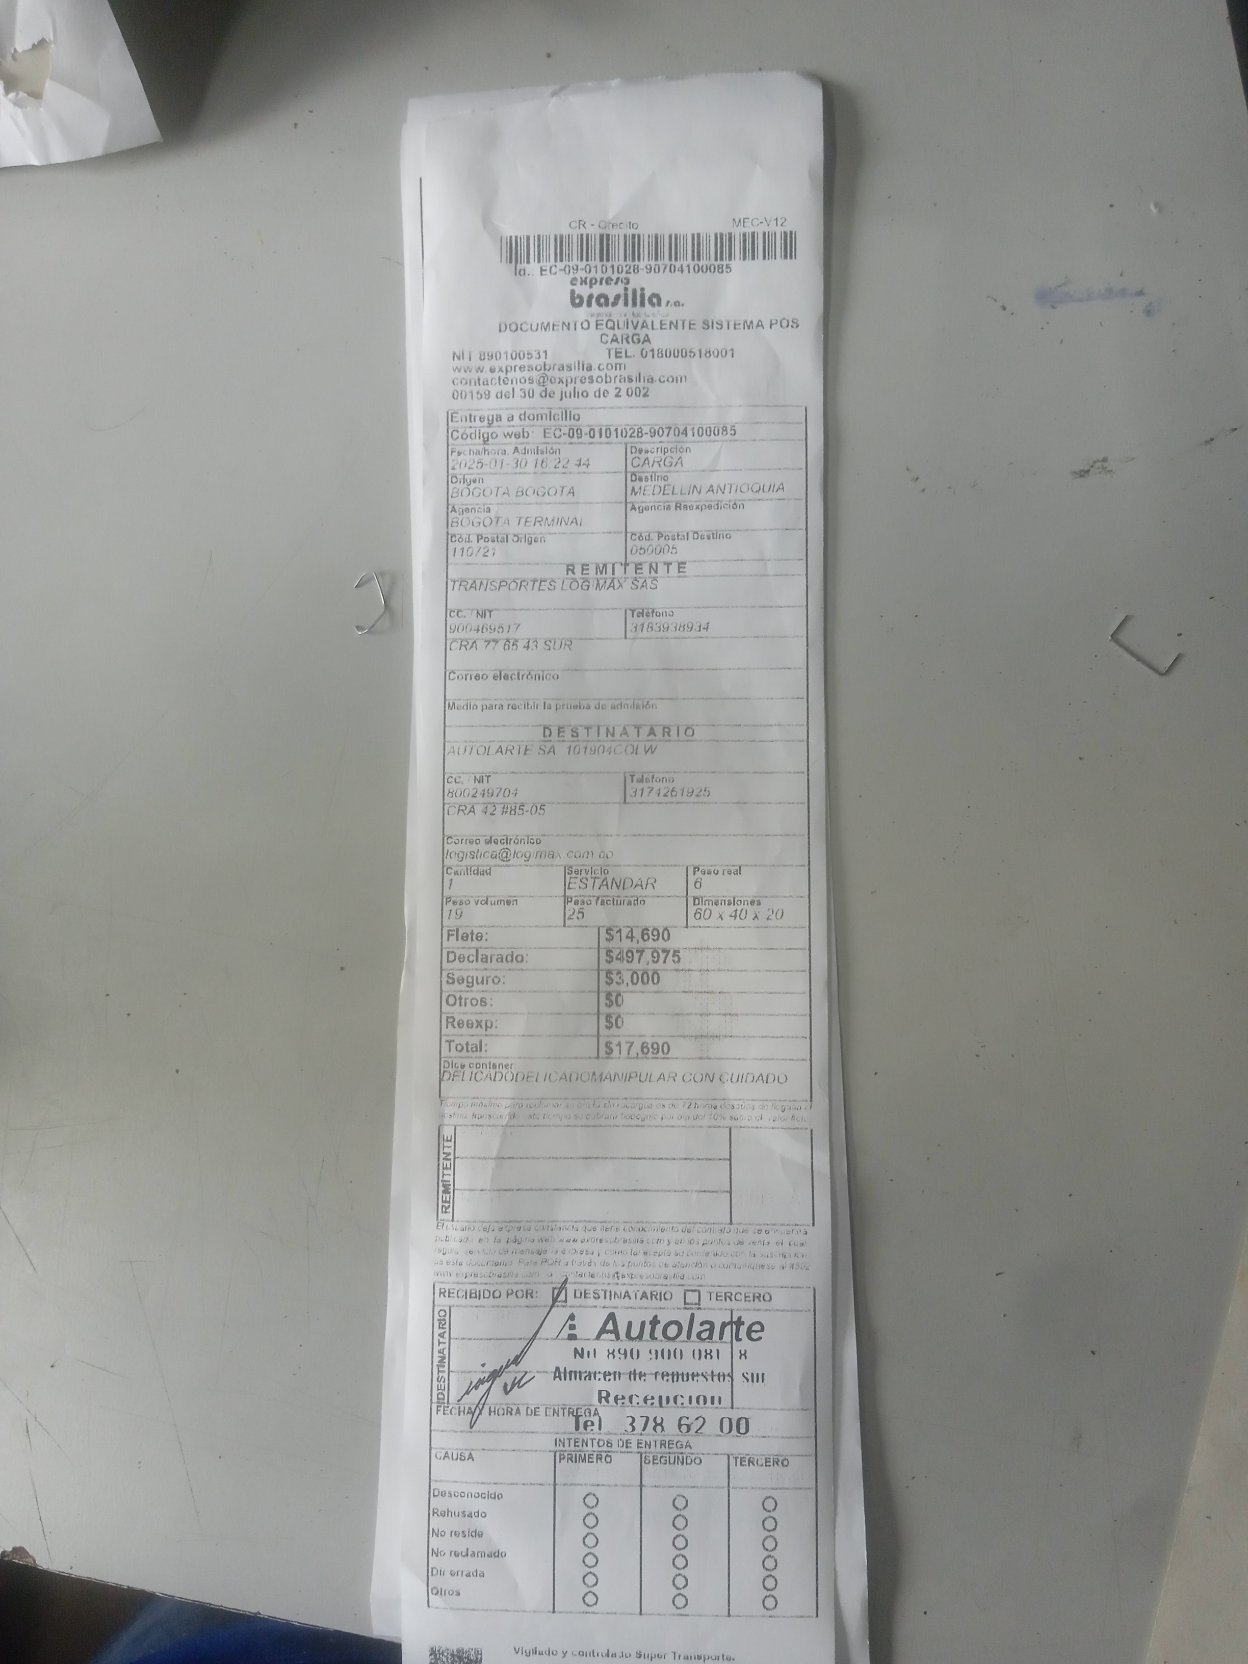 CR - Crecito MEC-V12
Id.. EC-09-0101028-90704100085
expreso
brasilia s.a.
DOCUMENTO EQUIVALENTE SISTEMA POS
CARGA
NIT 890100531 TEL. 018000518001
www.expresobrasilia.com
contactenos@expresobrasilia.com
00159 del 30 de julio de 2 002
Entrega a domicilio
Código web: EC-09-0101028-90704100085
Fecha/hora. Admisión Descripción
2025-01-30 16:22:44 CARGA
Origen Destino
BOGOTA BOGOTA MEDELLIN ANTIOQUIA
Agencia Agencia Reexpedición
BOGOTA TERMINAL
Cód. Postal Origen Cód. Postal Destino
110721 050005
REMITENTE
TRANSPORTES LOGIMAX SAS
CC. / NIT Teléfono
900469517 3183938934
CRA 77 65 43 SUR
Correo electrónico
Medio para recibir la prueba de admisión
DESTINATARIO
AUTOLARTE SA 101904COLW
CC. / NIT Teléfono
800249704 3174261925
CRA 42 #85-05
Correo electrónico
logistica@logimax.com.co
Cantidad Servicio Peso real
1 ESTANDAR 6
Peso volumen Peso facturado Dimensiones
19 25 60 x 40 x 20
Flete: $14,690
Declarado: $497,975
Seguro: $3,000
Otros: $0
Reexp: $0
Total: $17,690
Dice contener
DELICADODELICADOMANIPULAR CON CUIDADO
REMITENTE
RECIBIDO POR: DESTINATARIO TERCERO
DESTINATARIO
Autolarte
Nit 890 900 081 8
Almacen de repuestos sur
Recepcion
FECHA Y HORA DE ENTREGA
Tel 378 62 00
INTENTOS DE ENTREGA
CAUSA PRIMERO SEGUNDO TERCERO
Desconocido
Rehusado
No reside
No reclamado
Dir errada
Otros
Vigilado y controlado Super Transporte.